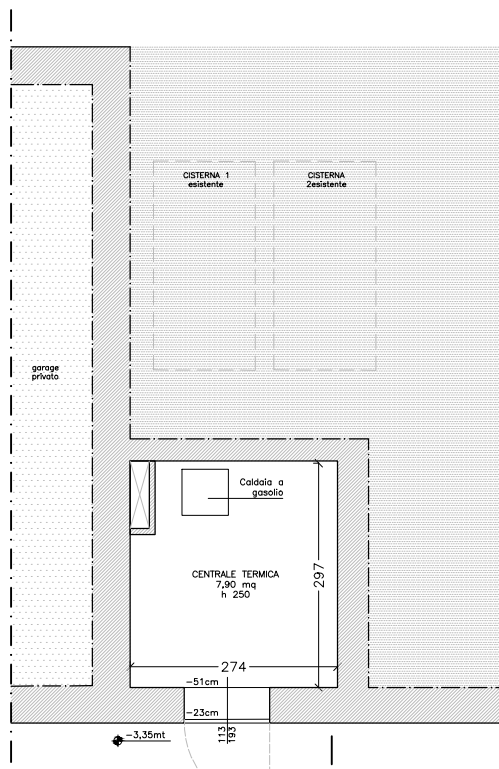 CISTERNA 1
esistente
CISTERNA
2esistente
garage
privato
Caldaia a
gasolio
CENTRALE TERMICA
7,90 mq
h 250
297
274
-51cm
-23cm
113
193
-3,35mt